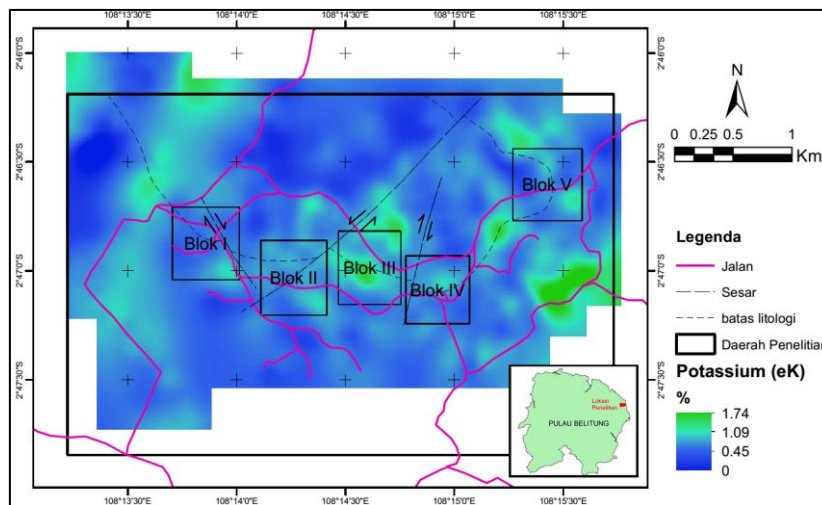 108°13'30"E 108°14'0"E 108°14'30"E 108°15'0"E 108°15'30"E
2°46'0"S
2°46'30"S
2°47'0"S
2°47'30"S
2°46'0"S
2°46'30"S
2°47'0"S
2°47'30"S
Blok I
Blok II
Blok III
Blok IV
Blok V
N
0 0.25 0.5 1
Km
Legenda
Jalan
Sesar
batas litologi
Daerah Penelitian
Potassium (eK)
%
1.74
1.09
0.45
0
Lokasi
Penelitian
PULAU BELITUNG
108°13'30"E 108°14'0"E 108°14'30"E 108°15'0"E 108°15'30"E